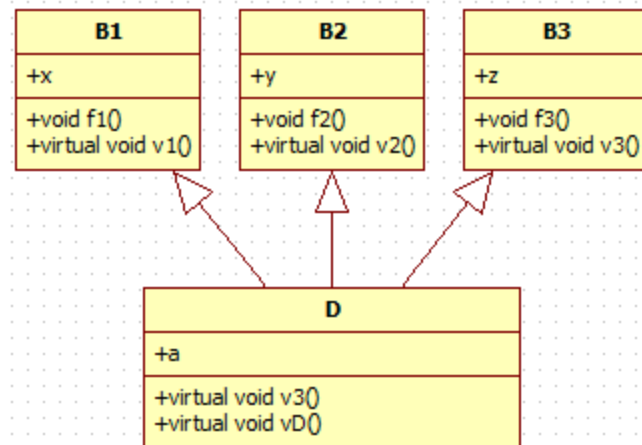 B1
+x
+void f1()
+virtual void v1()
B2
+y
+void f2()
+virtual void v2()
B3
+z
+void f3()
+virtual void v3()
D
+a
+virtual void v3()
+virtual void vD()